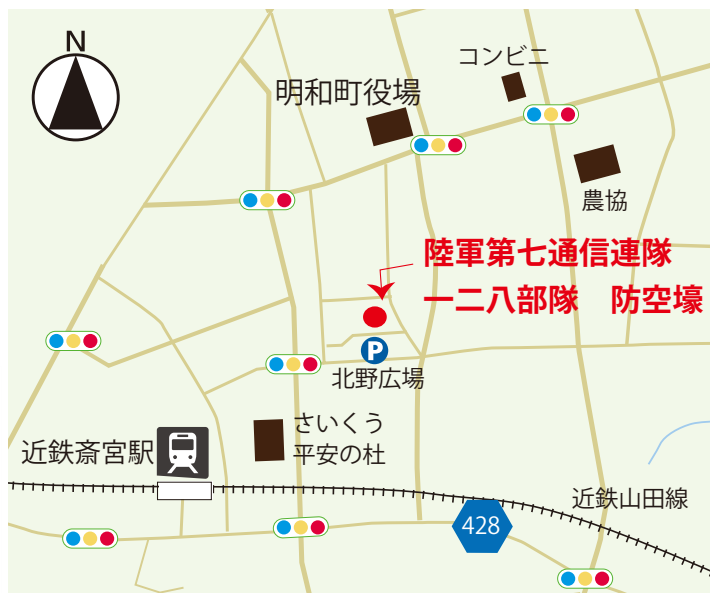 N
コンビニ
明和町役場
農協
陸軍第七通信連隊
一二八部隊　防空壕
P
北野広場
さいくう
平安の杜
近鉄斎宮駅
近鉄山田線
428